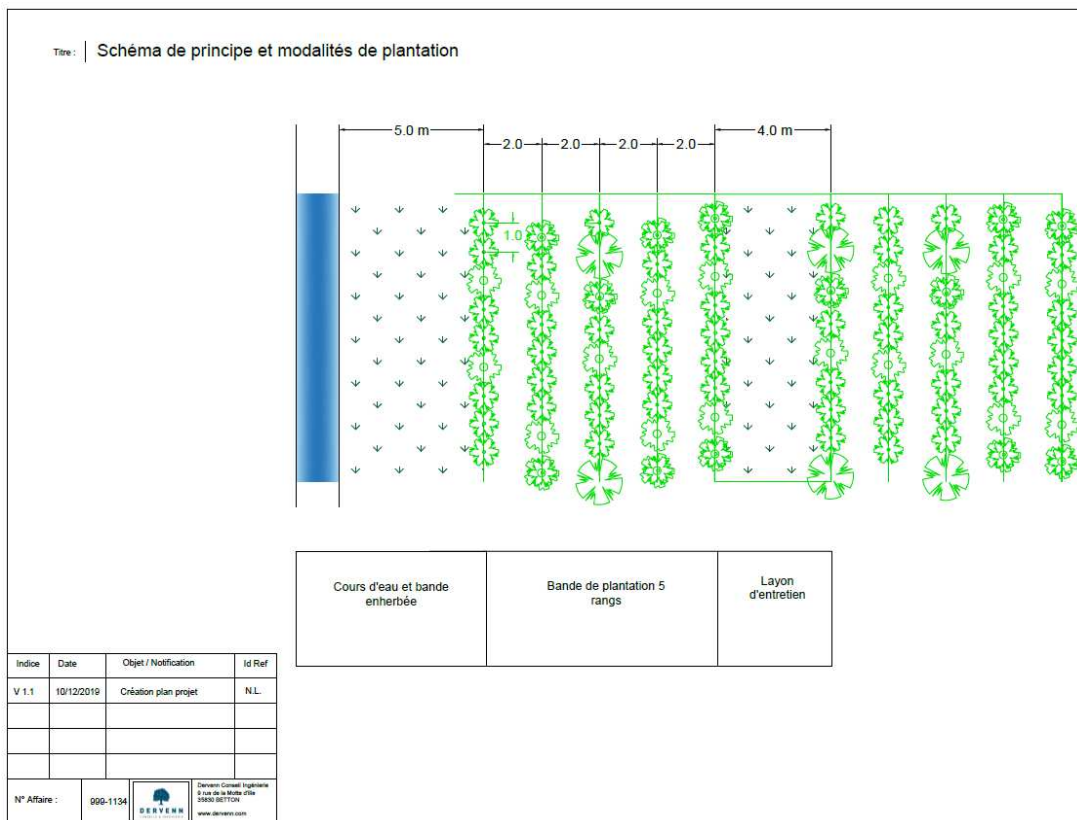 Titre : Schéma de principe et modalités de plantation
5.0 m
4.0 m
2.0 2.0 2.0 2.0
1.0
Cours d'eau et bande
enherbée
Bande de plantation 5
rangs
Layon
d'entretien
Indice Date Objet / Notification Id Ref
V 1.1 10/12/2019 Création plan projet N.L.
N° Affaire : 999-1134
DERVENN
Dervenn Conseil Ingénierie
9 rue de la Motte d'Ille
35830 BETTON
www.dervenn.com